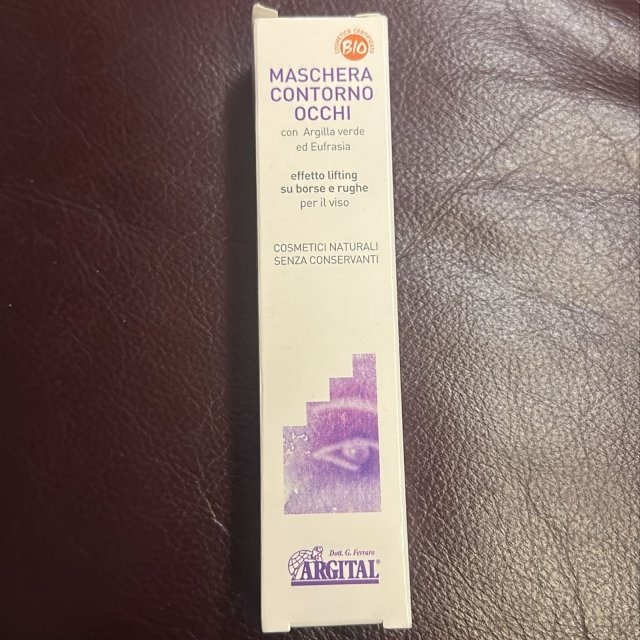 COSMETICO CERTIFICATO
BIO
MASCHERA
CONTORNO
OCCHI
con Argilla verde
ed Eufrasia
effetto lifting
su borse e rughe
per il viso
COSMETICI NATURALI
SENZA CONSERVANTI
Dott. G. Ferraro
ARGITAL®